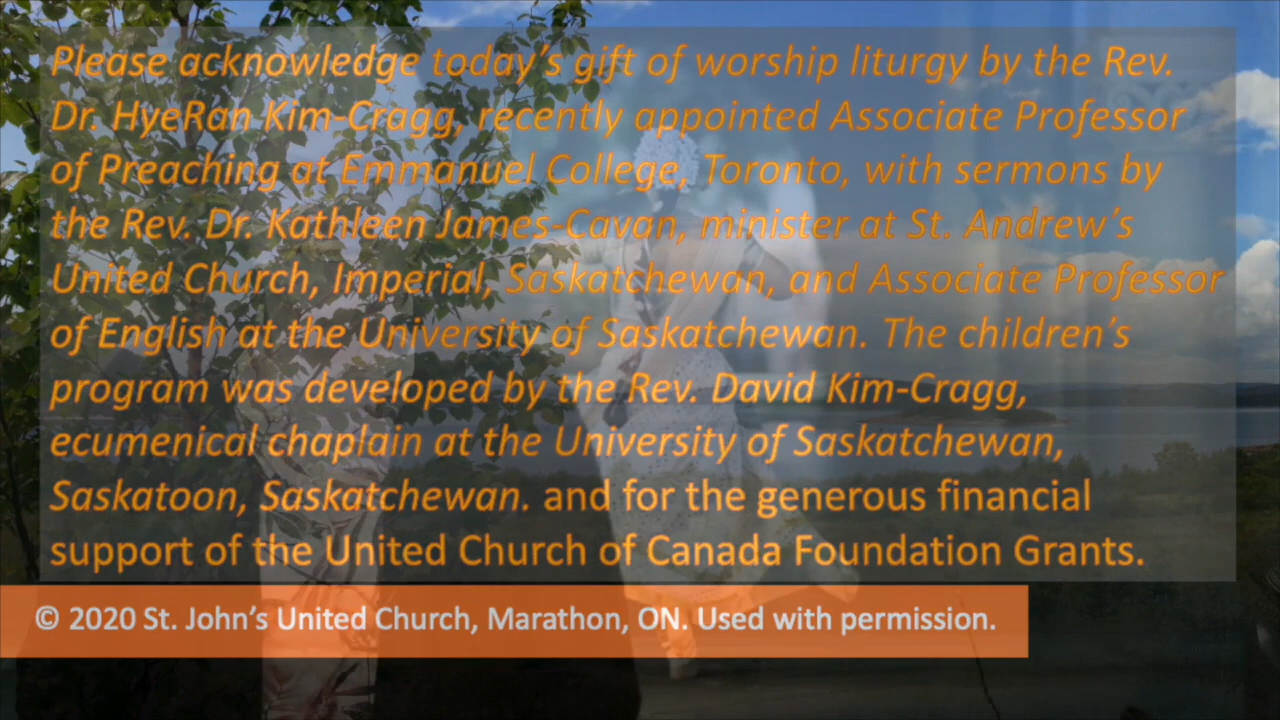 Please acknowledge today’s gift of worship liturgy by the Rev.
Dr. HyeRan Kim-Cragg, recently appointed Associate Professor
of Preaching at Emmanuel College, Toronto, with sermons by
the Rev. Dr. Kathleen James-Cavan, minister at St. Andrew’s
United Church, Imperial, Saskatchewan, and Associate Professor
of English at the University of Saskatchewan. The children’s
program was developed by the Rev. David Kim-Cragg,
ecumenical chaplain at the University of Saskatchewan,
Saskatoon, Saskatchewan. and for the generous financial
support of the United Church of Canada Foundation Grants.
© 2020 St. John’s United Church, Marathon, ON. Used with permission.